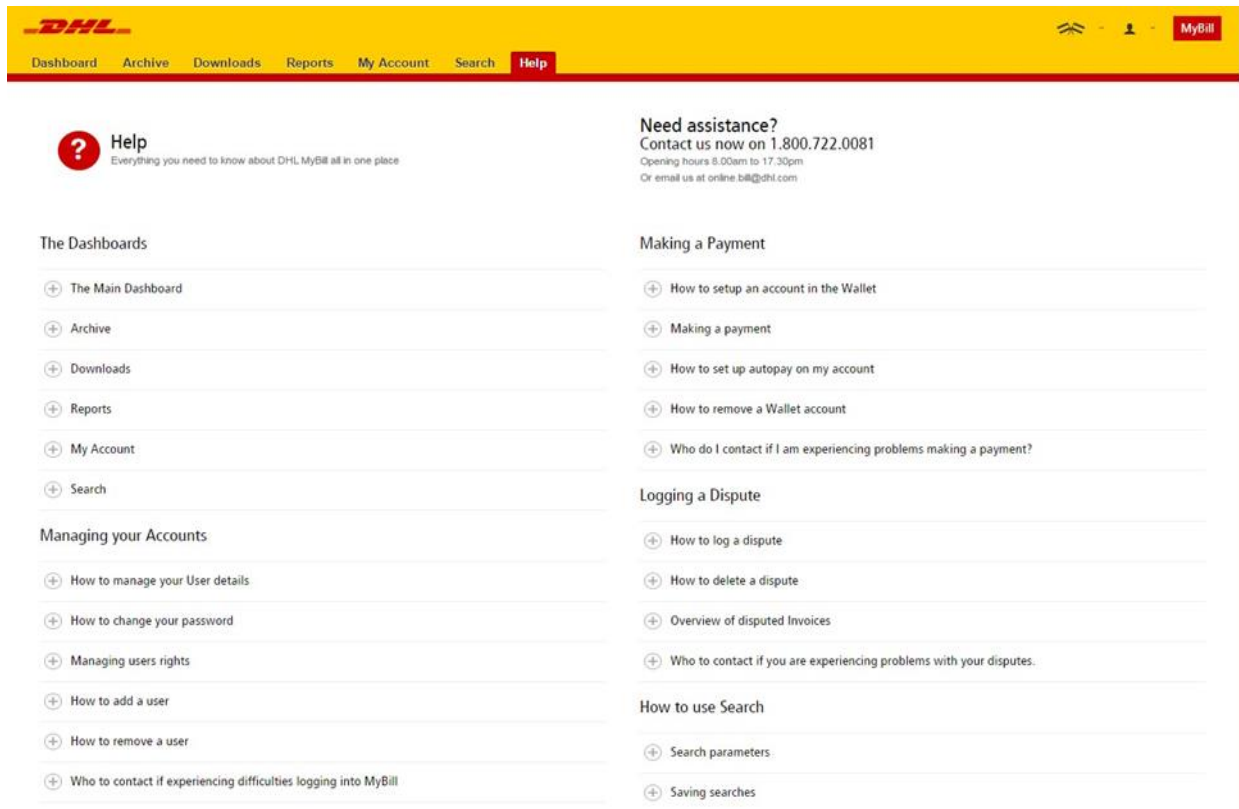 DHL
MyBill
Dashboard Archive Downloads Reports My Account Search Help
Help
Everything you need to know about DHL MyBill all in one place
Need assistance?
Contact us now on 1.800.722.0081
Opening hours 8.00am to 17.30pm
Or email us at online.bill@dhl.com
The Dashboards
The Main Dashboard
Archive
Downloads
Reports
My Account
Search
Managing your Accounts
How to manage your User details
How to change your password
Managing users rights
How to add a user
How to remove a user
Who to contact if experiencing difficulties logging into MyBill
Making a Payment
How to setup an account in the Wallet
Making a payment
How to set up autopay on my account
How to remove a Wallet account
Who do I contact if I am experiencing problems making a payment?
Logging a Dispute
How to log a dispute
How to delete a dispute
Overview of disputed Invoices
Who to contact if you are experiencing problems with your disputes.
How to use Search
Search parameters
Saving searches